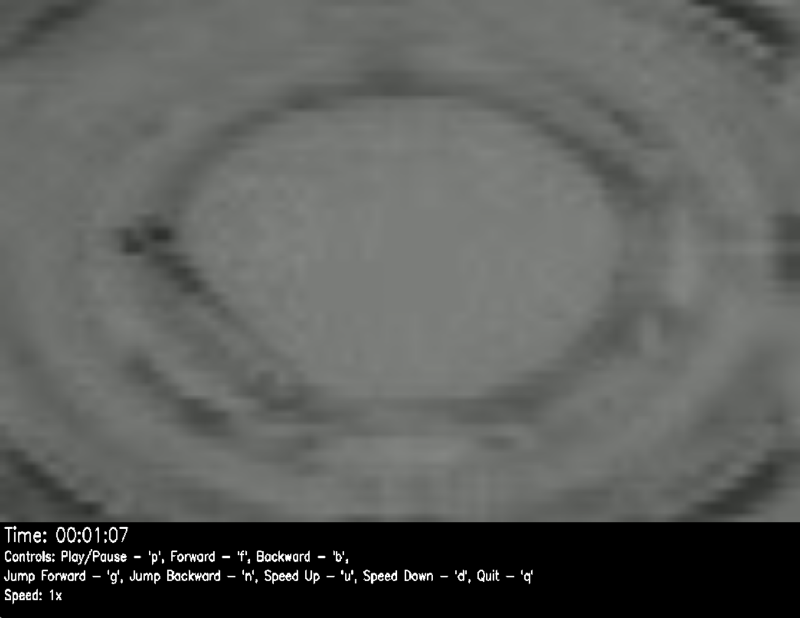 Time: 00:01:07
Controls: Play/Pause - 'p', Forward - 'f', Backward - 'b',
Jump Forward - 'g', Jump Backward - 'n', Speed Up - 'u', Speed Down - 'd', Quit - 'q'
Speed: 1x